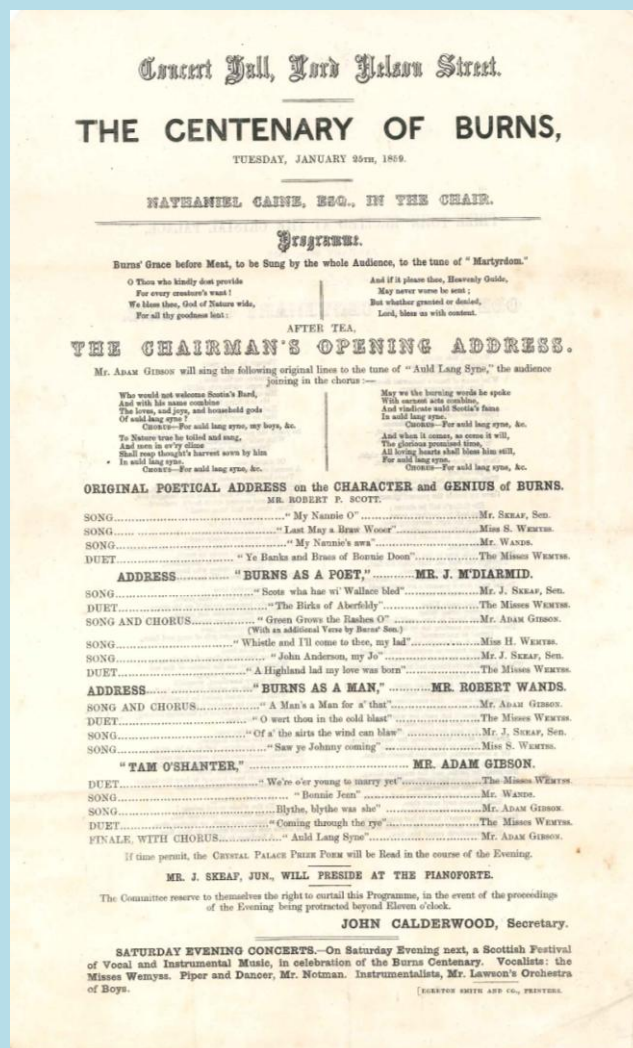 Concert Hall, Lord Nelson Street.
THE CENTENARY OF BURNS,
TUESDAY, JANUARY 25TH, 1859.
NATHANIEL CAINE, ESQ., IN THE CHAIR.
Programme.
Burns' Grace before Meat, to be Sung by the whole Audience, to the tune of "Martyrdom."
O Thou who kindly dost provide
For every creature's want!
We bless thee, God of Nature wide,
For all thy goodness lent:
And if it please thee, Heavenly Guide,
May never worse be sent;
But whether granted or denied,
Lord, bless us with content.
AFTER TEA,
THE CHAIRMAN'S OPENING ADDRESS.
Mr. ADAM GIBSON will sing the following original lines to the tune of "Auld Lang Syne," the audience
joining in the chorus:—
Who would not welcome Scotia's Bard,
And with his name combine
The loves, and joys, and household gods
Of auld lang syne?
CHORUS—For auld lang syne, my boys, &c.
To Nature true he toiled and sang,
And men in ev'ry clime
Shall reap thought's harvest sown by him
In auld lang syne.
CHORUS—For auld lang syne, &c.
May we the burning words he spoke
With earnest acts combine,
And vindicate auld Scotia's fame
In auld lang syne.
CHORUS—For auld lang syne, &c.
And when it comes, as come it will,
The glorious promised time,
All loving hearts shall bless him still,
For auld lang syne.
CHORUS—For auld lang syne, &c.
ORIGINAL POETICAL ADDRESS on the CHARACTER and GENIUS of BURNS.
MR. ROBERT P. SCOTT.
SONG "My Nannie O" Mr. SKEAF, Sen.
SONG "Last May a Braw Wooer" Miss S. WEMYSS.
SONG "My Nannie's awa" Mr. WANDS.
DUET "Ye Banks and Braes of Bonnie Doon" The Misses WEMYSS.
ADDRESS "BURNS AS A POET," MR. J. M'DIARMID.
SONG "Scots wha hae wi' Wallace bled" Mr. J. SKEAF, Sen.
DUET "The Birks of Aberfeldy" The Misses WEMYSS.
SONG AND CHORUS "Green Grows the Rashes O" Mr. ADAM GIBSON.
(With an additional Verse by Burns' Son.)
SONG "Whistle and I'll come to thee, my lad" Miss H. WEMYSS.
SONG "John Anderson, my Jo" Mr. J. SKEAF, Sen.
DUET "A Highland lad my love was born" The Misses WEMYSS.
ADDRESS "BURNS AS A MAN," MR. ROBERT WANDS.
SONG AND CHORUS "A Man's a Man for a' that" Mr. ADAM GIBSON.
DUET "O wert thou in the cold blast" The Misses WEMYSS.
SONG "Of a' the airts the wind can blaw" Mr. J. SKEAF, Sen.
SONG "Saw ye Johnny coming" Miss S. WEMYSS.
"TAM O'SHANTER," MR. ADAM GIBSON.
DUET "We're o'er young to marry yet" The Misses WEMYSS.
SONG "Bonnie Jean" Mr. WANDS.
SONG Blythe, blythe was she" Mr. ADAM GIBSON.
DUET "Coming through the rye" The Misses WEMYSS
FINALE, WITH CHORUS "Auld Lang Syne" Mr. ADAM GIBSON.
If time permit, the CRYSTAL PALACE PRIZE POEM will be Read in the course of the Evening.
MR. J. SKEAF, JUN., WILL PRESIDE AT THE PIANOFORTE.
The Committee reserve to themselves the right to curtail this Programme, in the event of the proceedings
of the Evening being protracted beyond Eleven o'clock.
JOHN CALDERWOOD, Secretary.
SATURDAY EVENING CONCERTS.—On Saturday Evening next, a Scottish Festival
of Vocal and Instrumental Music, in celebration of the Burns Centenary. Vocalists: the
Misses Wemyss. Piper and Dancer, Mr. Notman. Instrumentalists, Mr. Lawson's Orchestra
of Boys.
[EGERTON SMITH AND CO., PRINTERS.